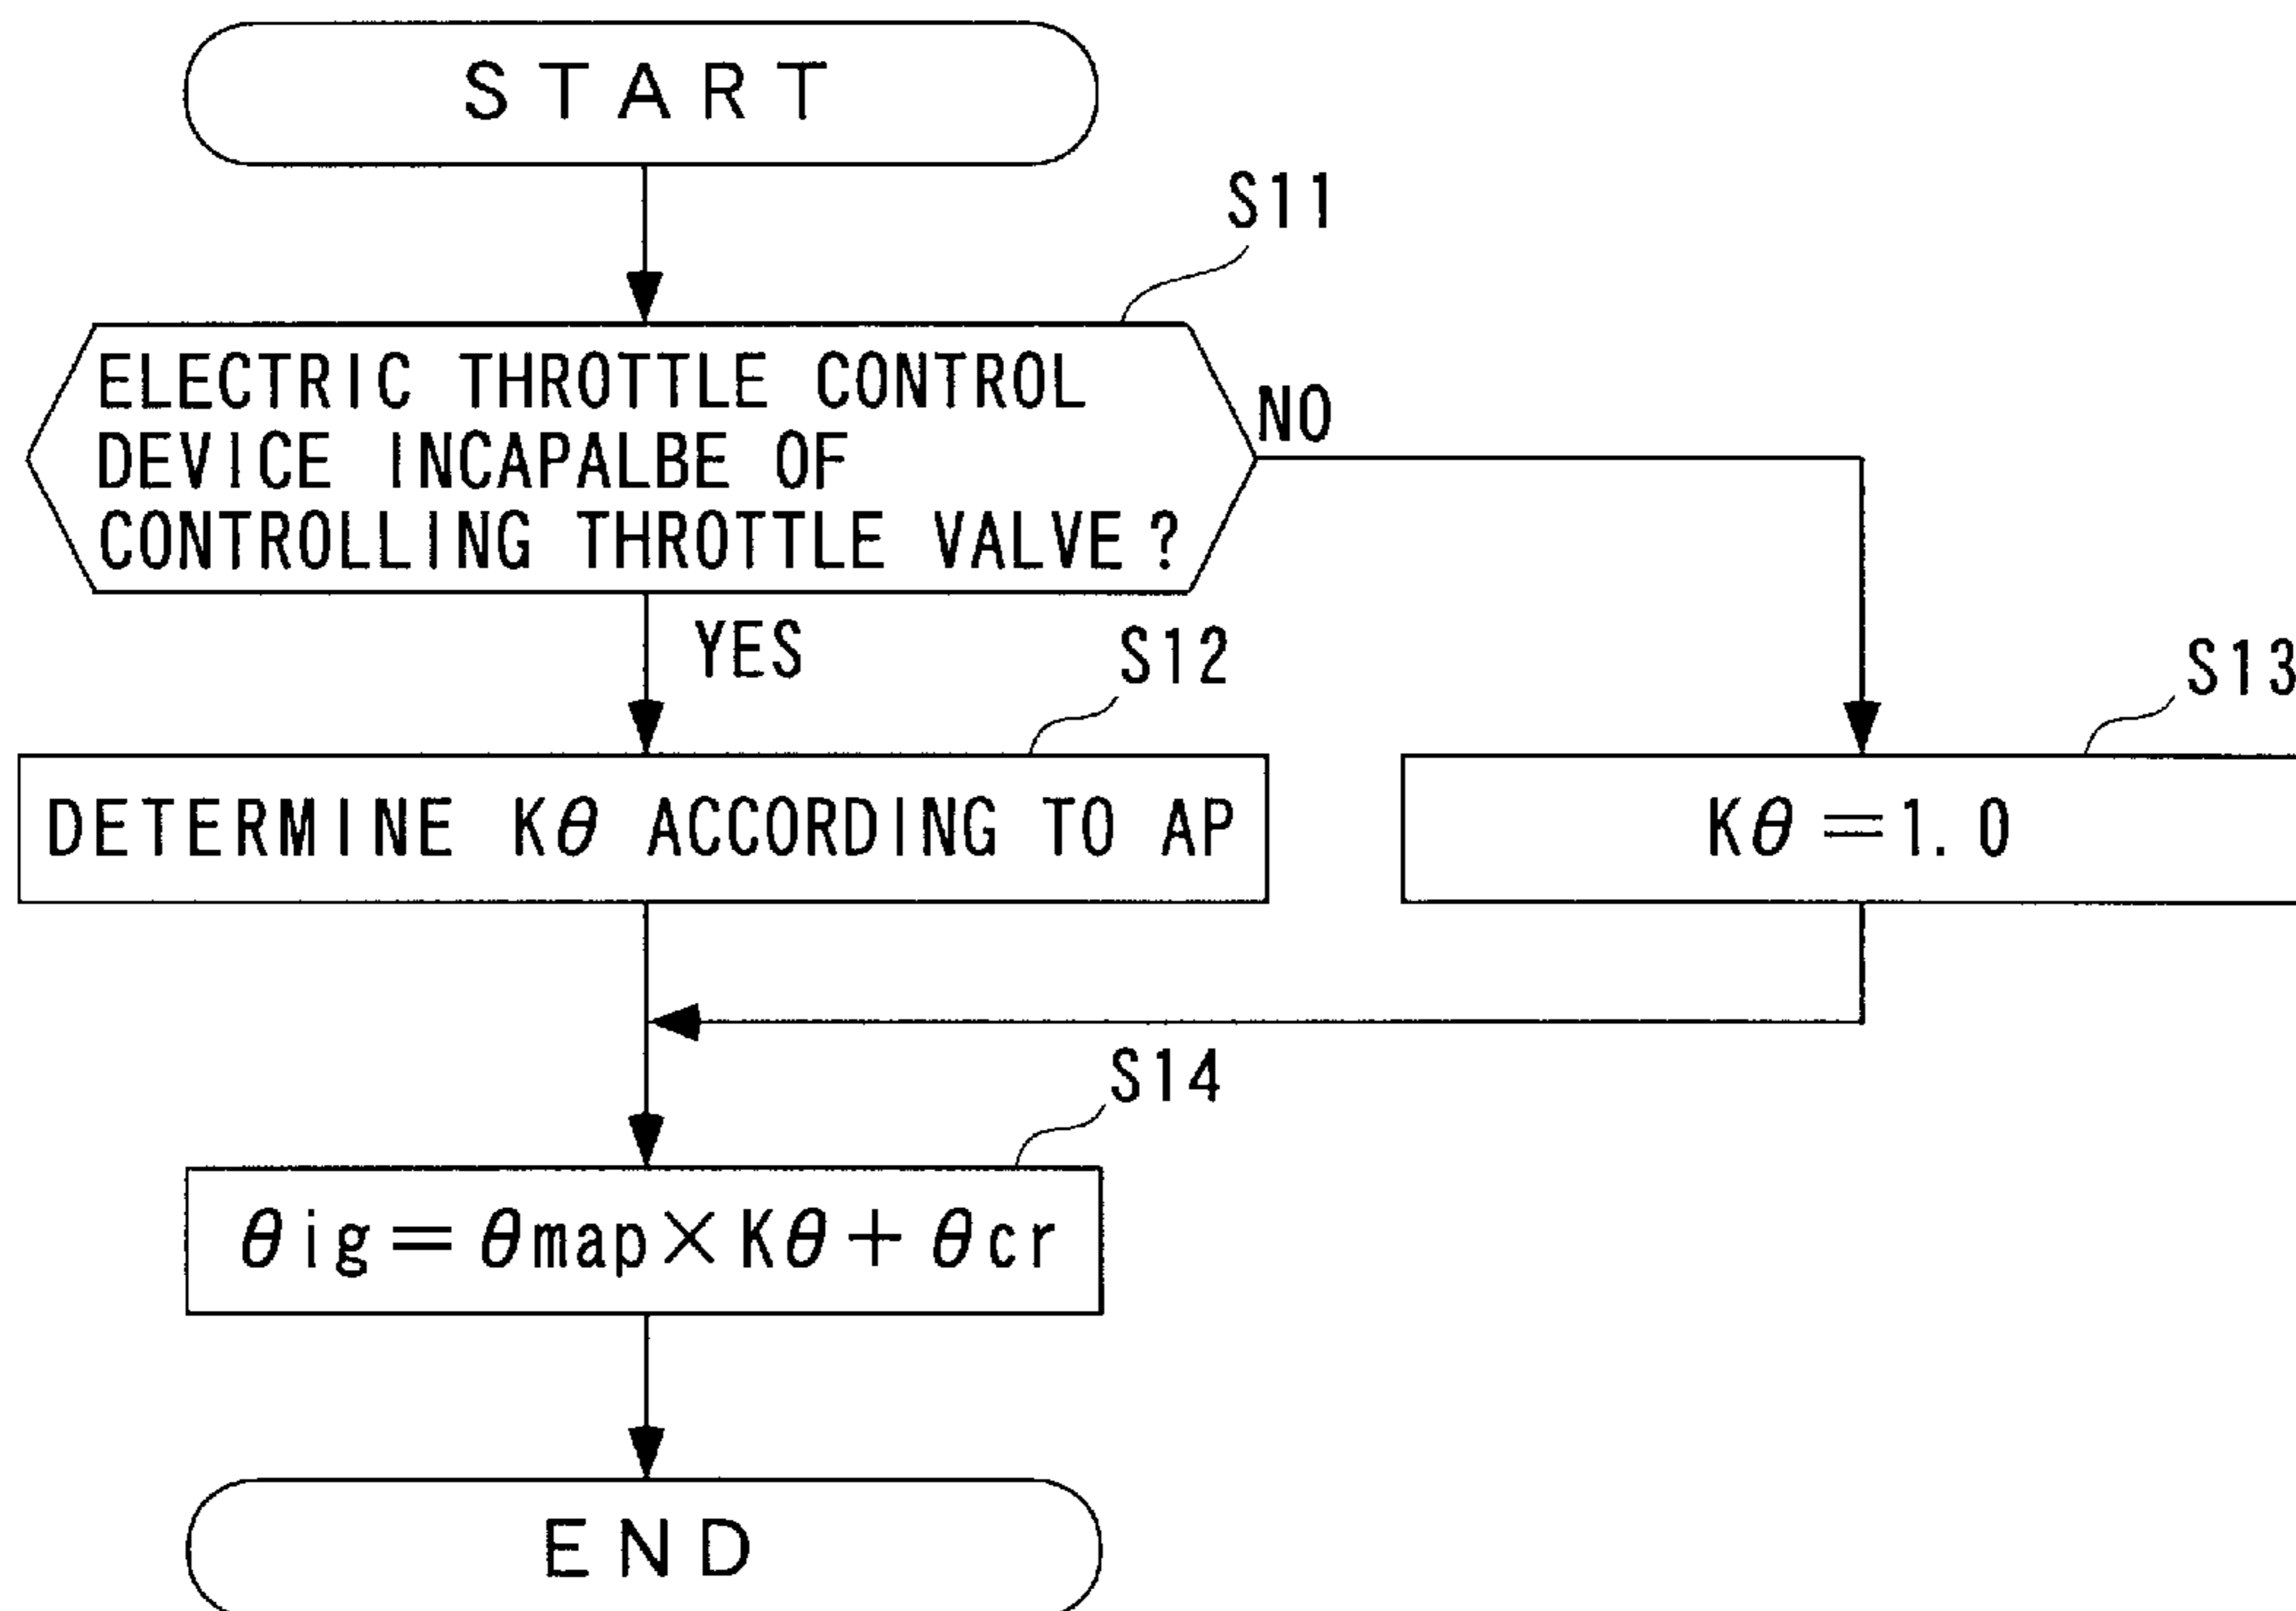 START
S11
ELECTRIC THROTTLE CONTROL
DEVICE INCAPALBE OF
CONTROLLING THROTTLE VALVE?
NO
YES
S12
S13
DETERMINE Kθ ACCORDING TO AP
Kθ=1.0
S14
θig=θmap×Kθ+θcr
END